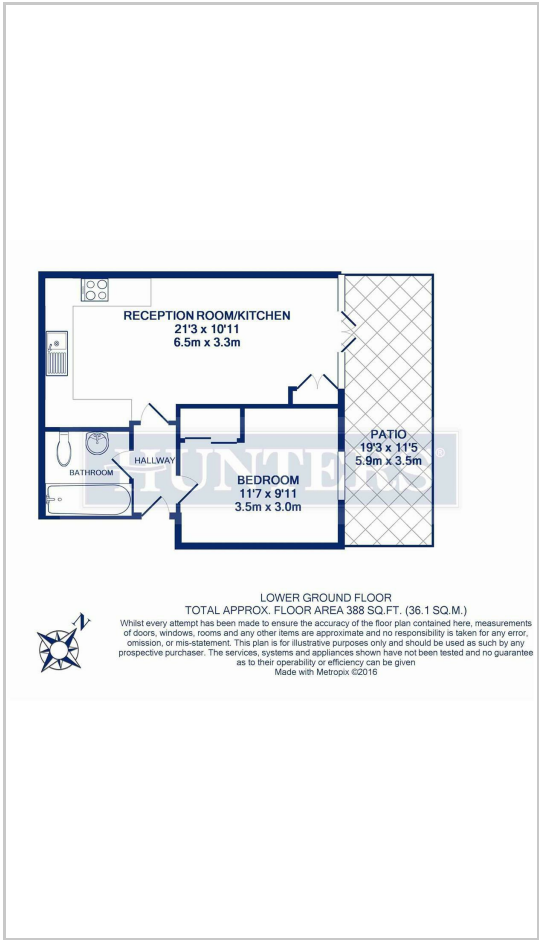 RECEPTION ROOM/KITCHEN
21'3 x 10'11
6.5m x 3.3m
PATIO
19'3 x 11'5
5.9m x 3.5m
HALLWAY
BATHROOM
HUNTERS®
BEDROOM
11'7 x 9'11
3.5m x 3.0m
LOWER GROUND FLOOR
TOTAL APPROX. FLOOR AREA 388 SQ.FT. (36.1 SQ.M.)
Whilst every attempt has been made to ensure the accuracy of the floor plan contained here, measurements
of doors, windows, rooms and any other items are approximate and no responsibility is taken for any error,
omission, or mis-statement. This plan is for illustrative purposes only and should be used as such by any
prospective purchaser. The services, systems and appliances shown have not been tested and no guarantee
as to their operability or efficiency can be given
Made with Metropix ©2016
N